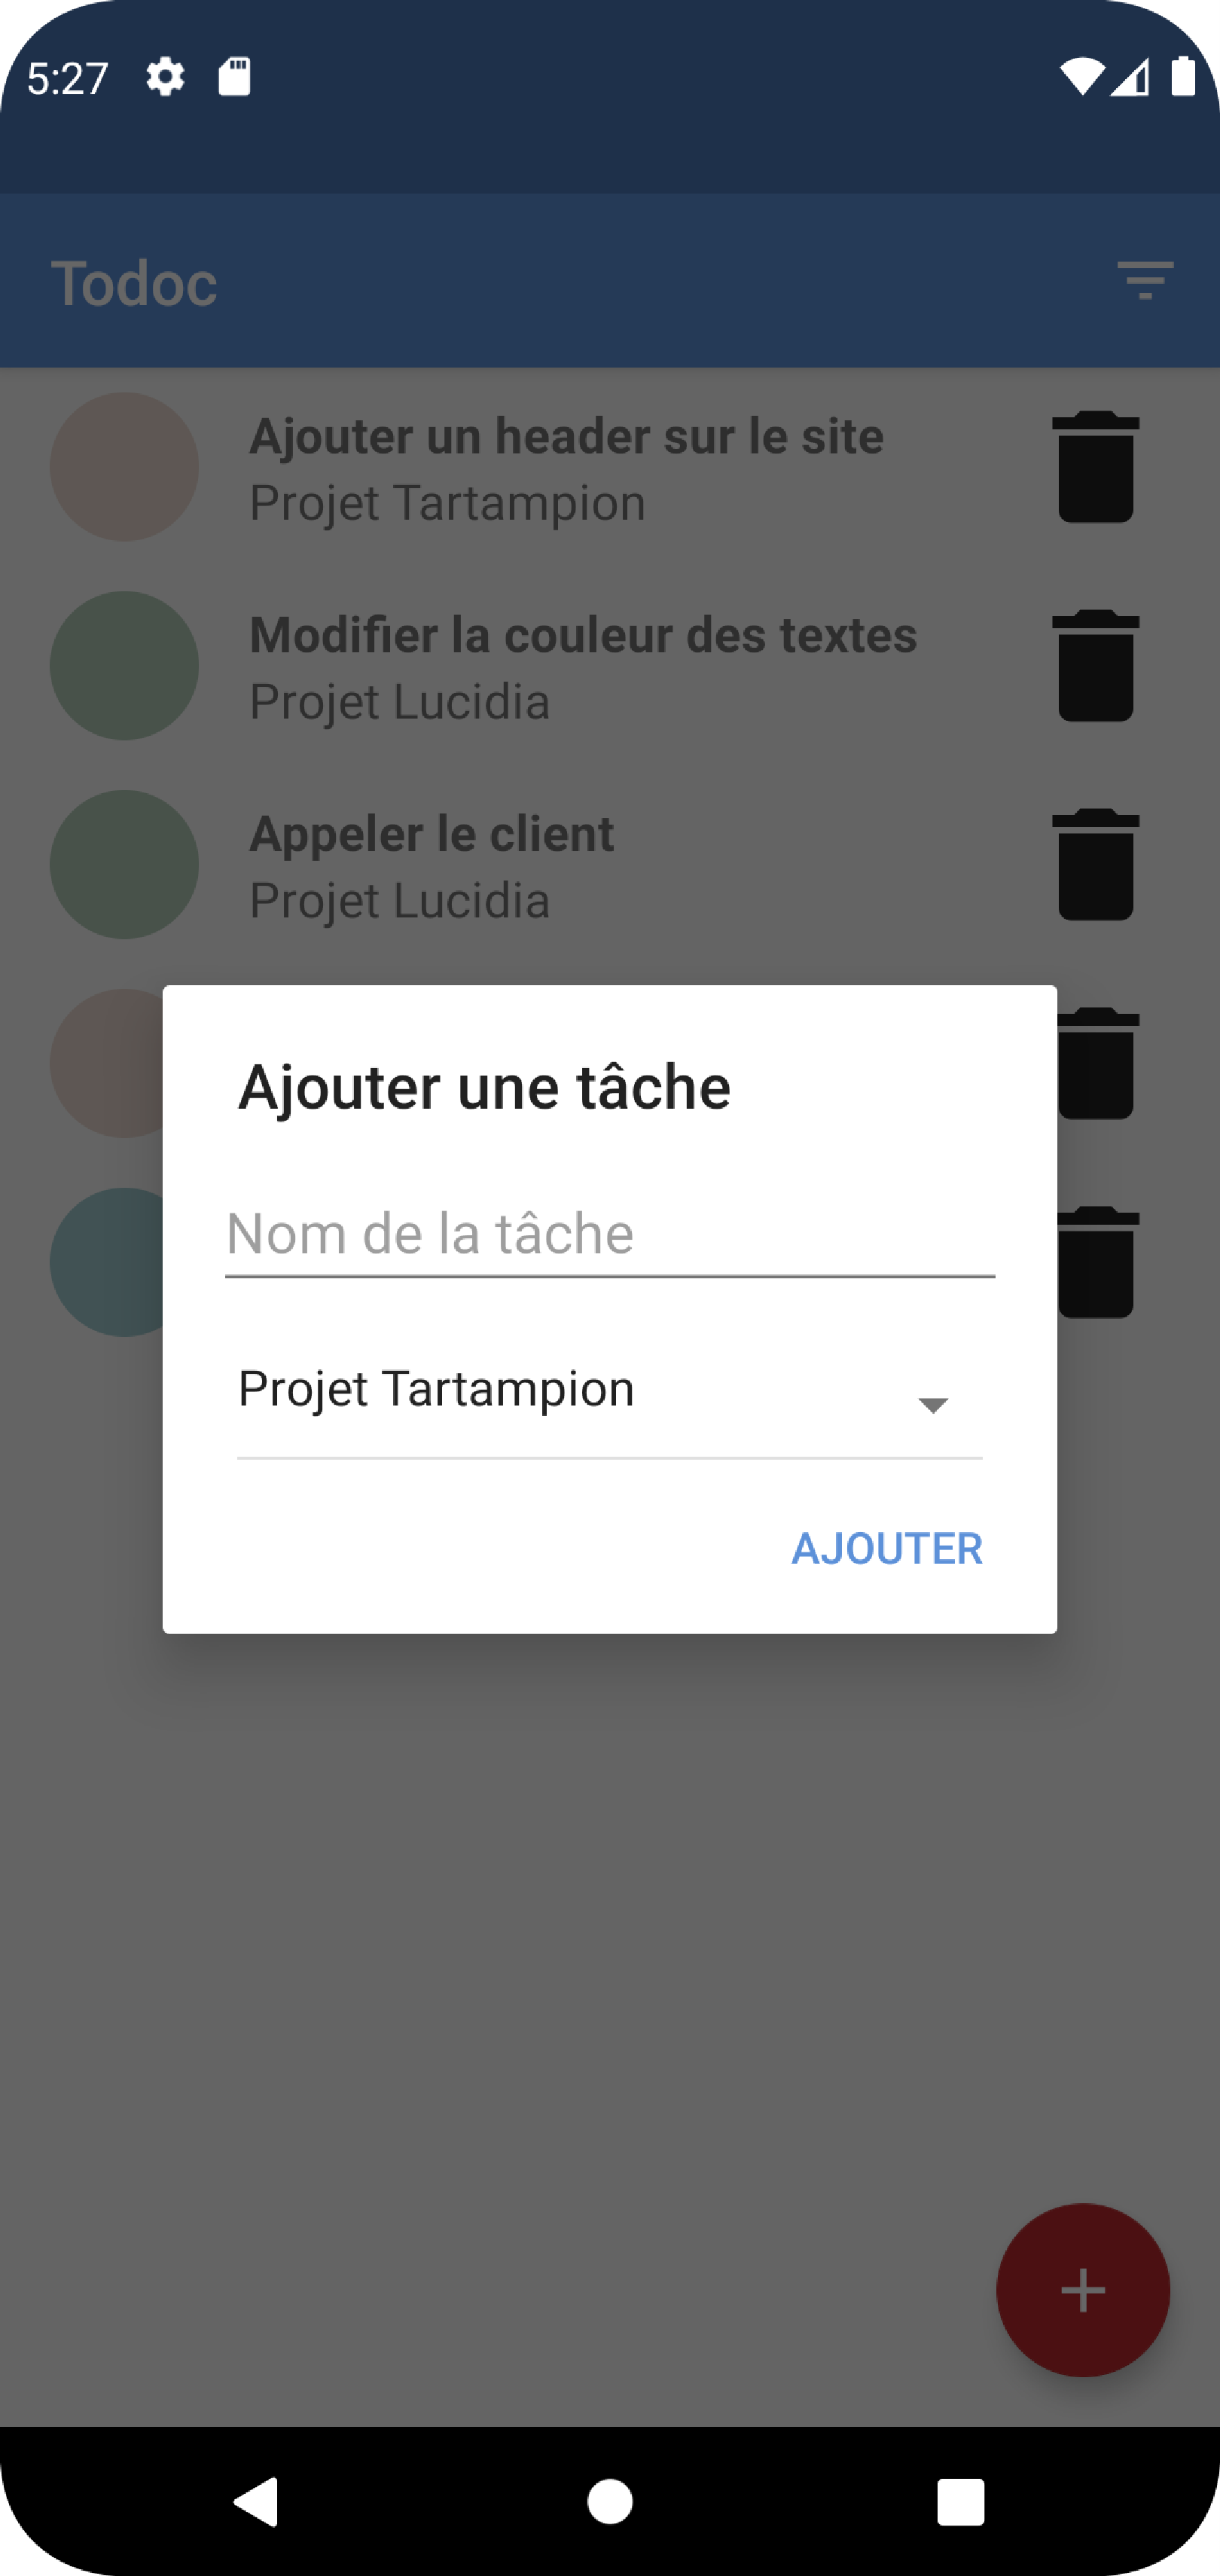 5:27
Todoc
Ajouter un header sur le site
Projet Tartampion
Modifier la couleur des textes
Projet Lucidia
Appeler le client
Projet Lucidia
Ajouter une tâche
Nom de la tâche
Projet Tartampion
AJOUTER